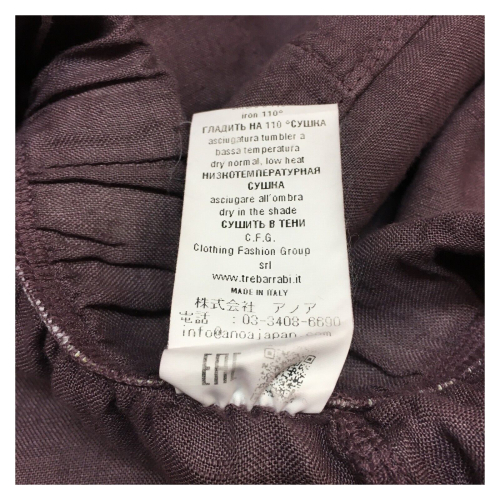 iron 110°
ГЛАДИТЬ НА 110 °СУШКА
asciugatura tumbler a
bassa temperatura
dry normal, low heat
НИЗКОТЕМПЕРАТУРНАЯ
СУШКА
asciugare all'ombra
dry in the shade
СУШИТЬ В ТЕНИ
C.F.G.
Clothing Fashion Group
srl
www.trebarrabi.it
MADE IN ITALY
株式会社 アノア
電話 :03-3408-6690
info@anoajapan.com
EAC